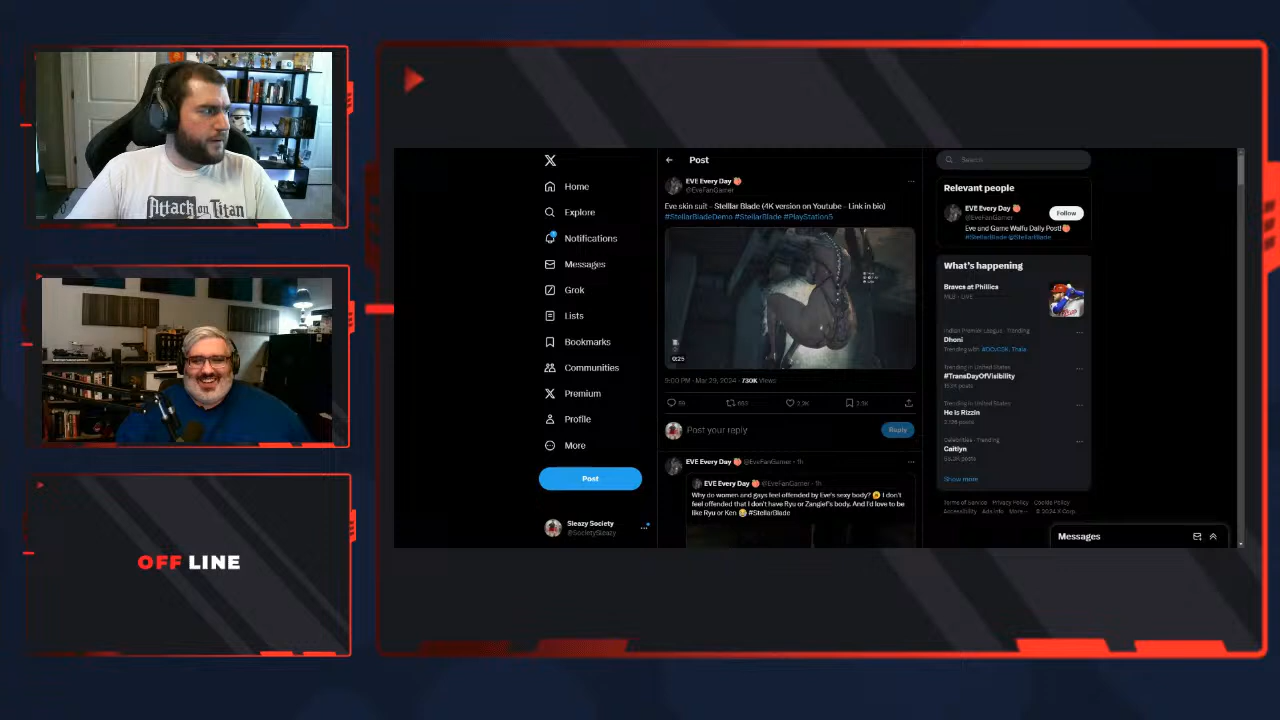 Attack on Titan
OFF LINE
Home
Explore
Notifications
Messages
Grok
Lists
Bookmarks
Communities
Premium
Profile
More
Post
Sleazy Society
@SocietySleazy
Post
EVE Every Day
@EveFanGamer
Eve skin suit - Stelllar Blade (4K version on Youtube - Link in bio)
#StellarBladeDemo #StellarBlade #PlayStation5
0:25
9:00 PM · Mar 29, 2024 · 730K Views
Post your reply
Reply
EVE Every Day @EveFanGamer · 1h
EVE Every Day @EveFanGamer · 1h
Why do women and gays feel offended by Eve's sexy body? I don't
feel offended that I don't have Ryu or Zangief's body. And I'd love to be
like Ryu or Ken #StellarBlade
Search
Relevant people
EVE Every Day
@EveFanGamer
Follow
Eve and Game Waifu Daily Post!
#StellarBlade @StellarBlade
What's happening
Braves at Phillies
MLB · LIVE
Indian Premier League · Trending
Dhoni
Trending with
Trending in United States
#TransDayOfVisibility
Trending in United States
He is Rizzin
Celebrities · Trending
Caitlyn
Show more
Terms of Service Privacy Policy Cookie Policy
Accessibility Ads info More ··· © 2024 X Corp.
Messages